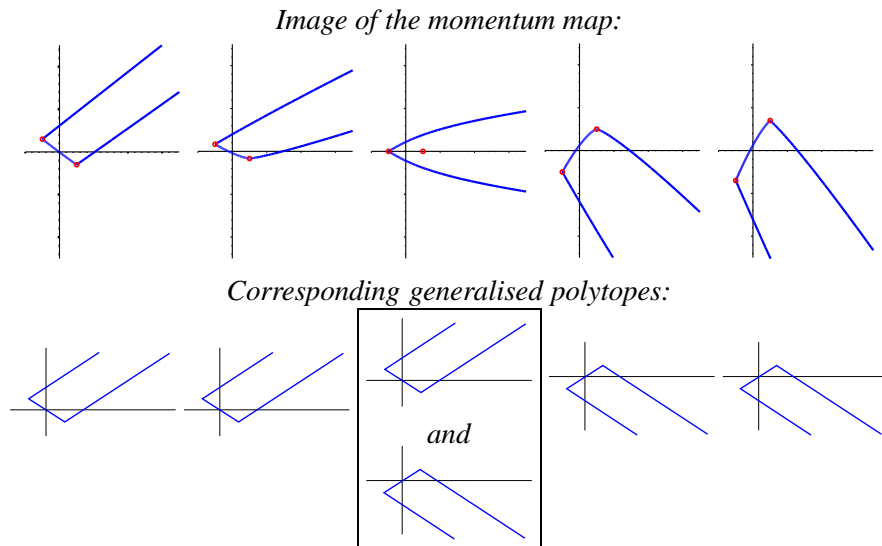 Image of the momentum map:
Corresponding generalised polytopes:
and